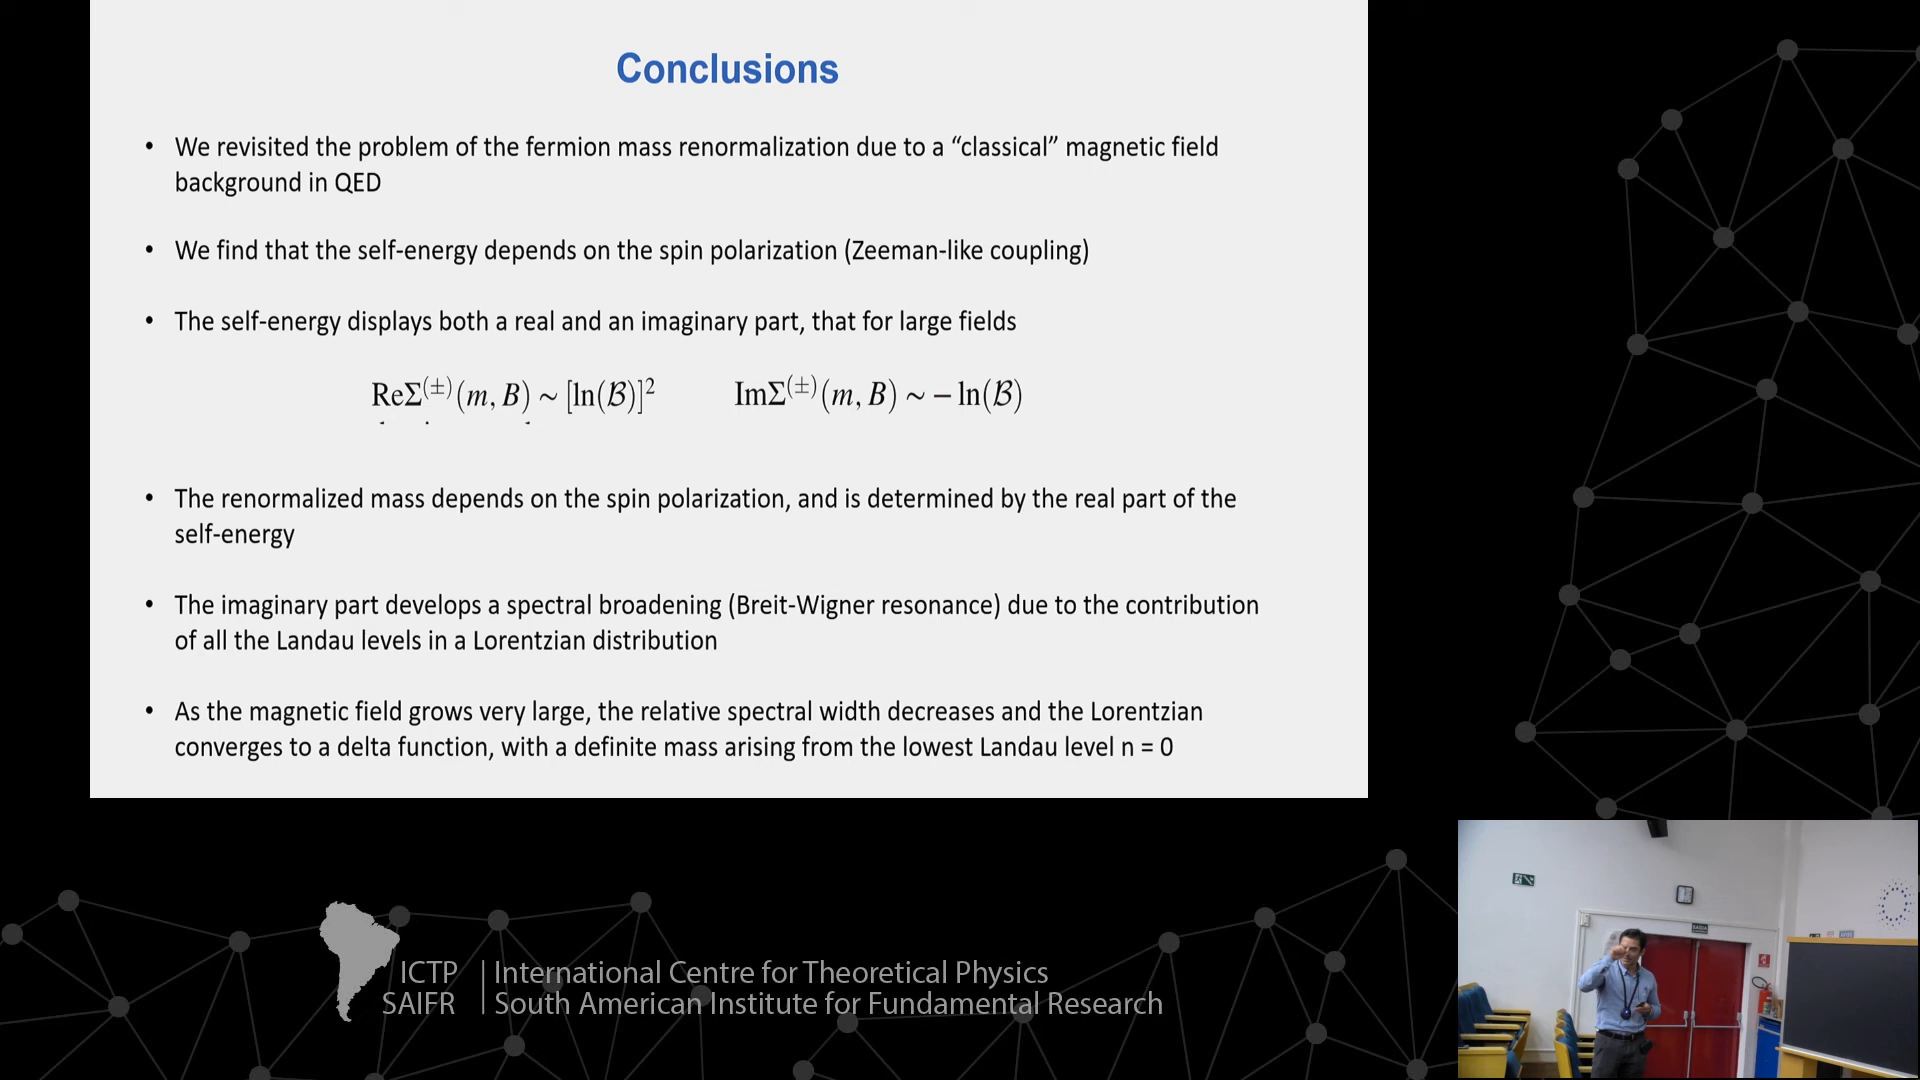 Conclusions
• We revisited the problem of the fermion mass renormalization due to a “classical” magnetic field
background in QED
• We find that the self-energy depends on the spin polarization (Zeeman-like coupling)
• The self-energy displays both a real and an imaginary part, that for large fields
ReΣ^(±)(m, B) ~ [ln(ℬ)]² ImΣ^(±)(m, B) ~ − ln(ℬ)
• The renormalized mass depends on the spin polarization, and is determined by the real part of the
self-energy
• The imaginary part develops a spectral broadening (Breit-Wigner resonance) due to the contribution
of all the Landau levels in a Lorentzian distribution
• As the magnetic field grows very large, the relative spectral width decreases and the Lorentzian
converges to a delta function, with a definite mass arising from the lowest Landau level n = 0
ICTP | International Centre for Theoretical Physics
SAIFR | South American Institute for Fundamental Research